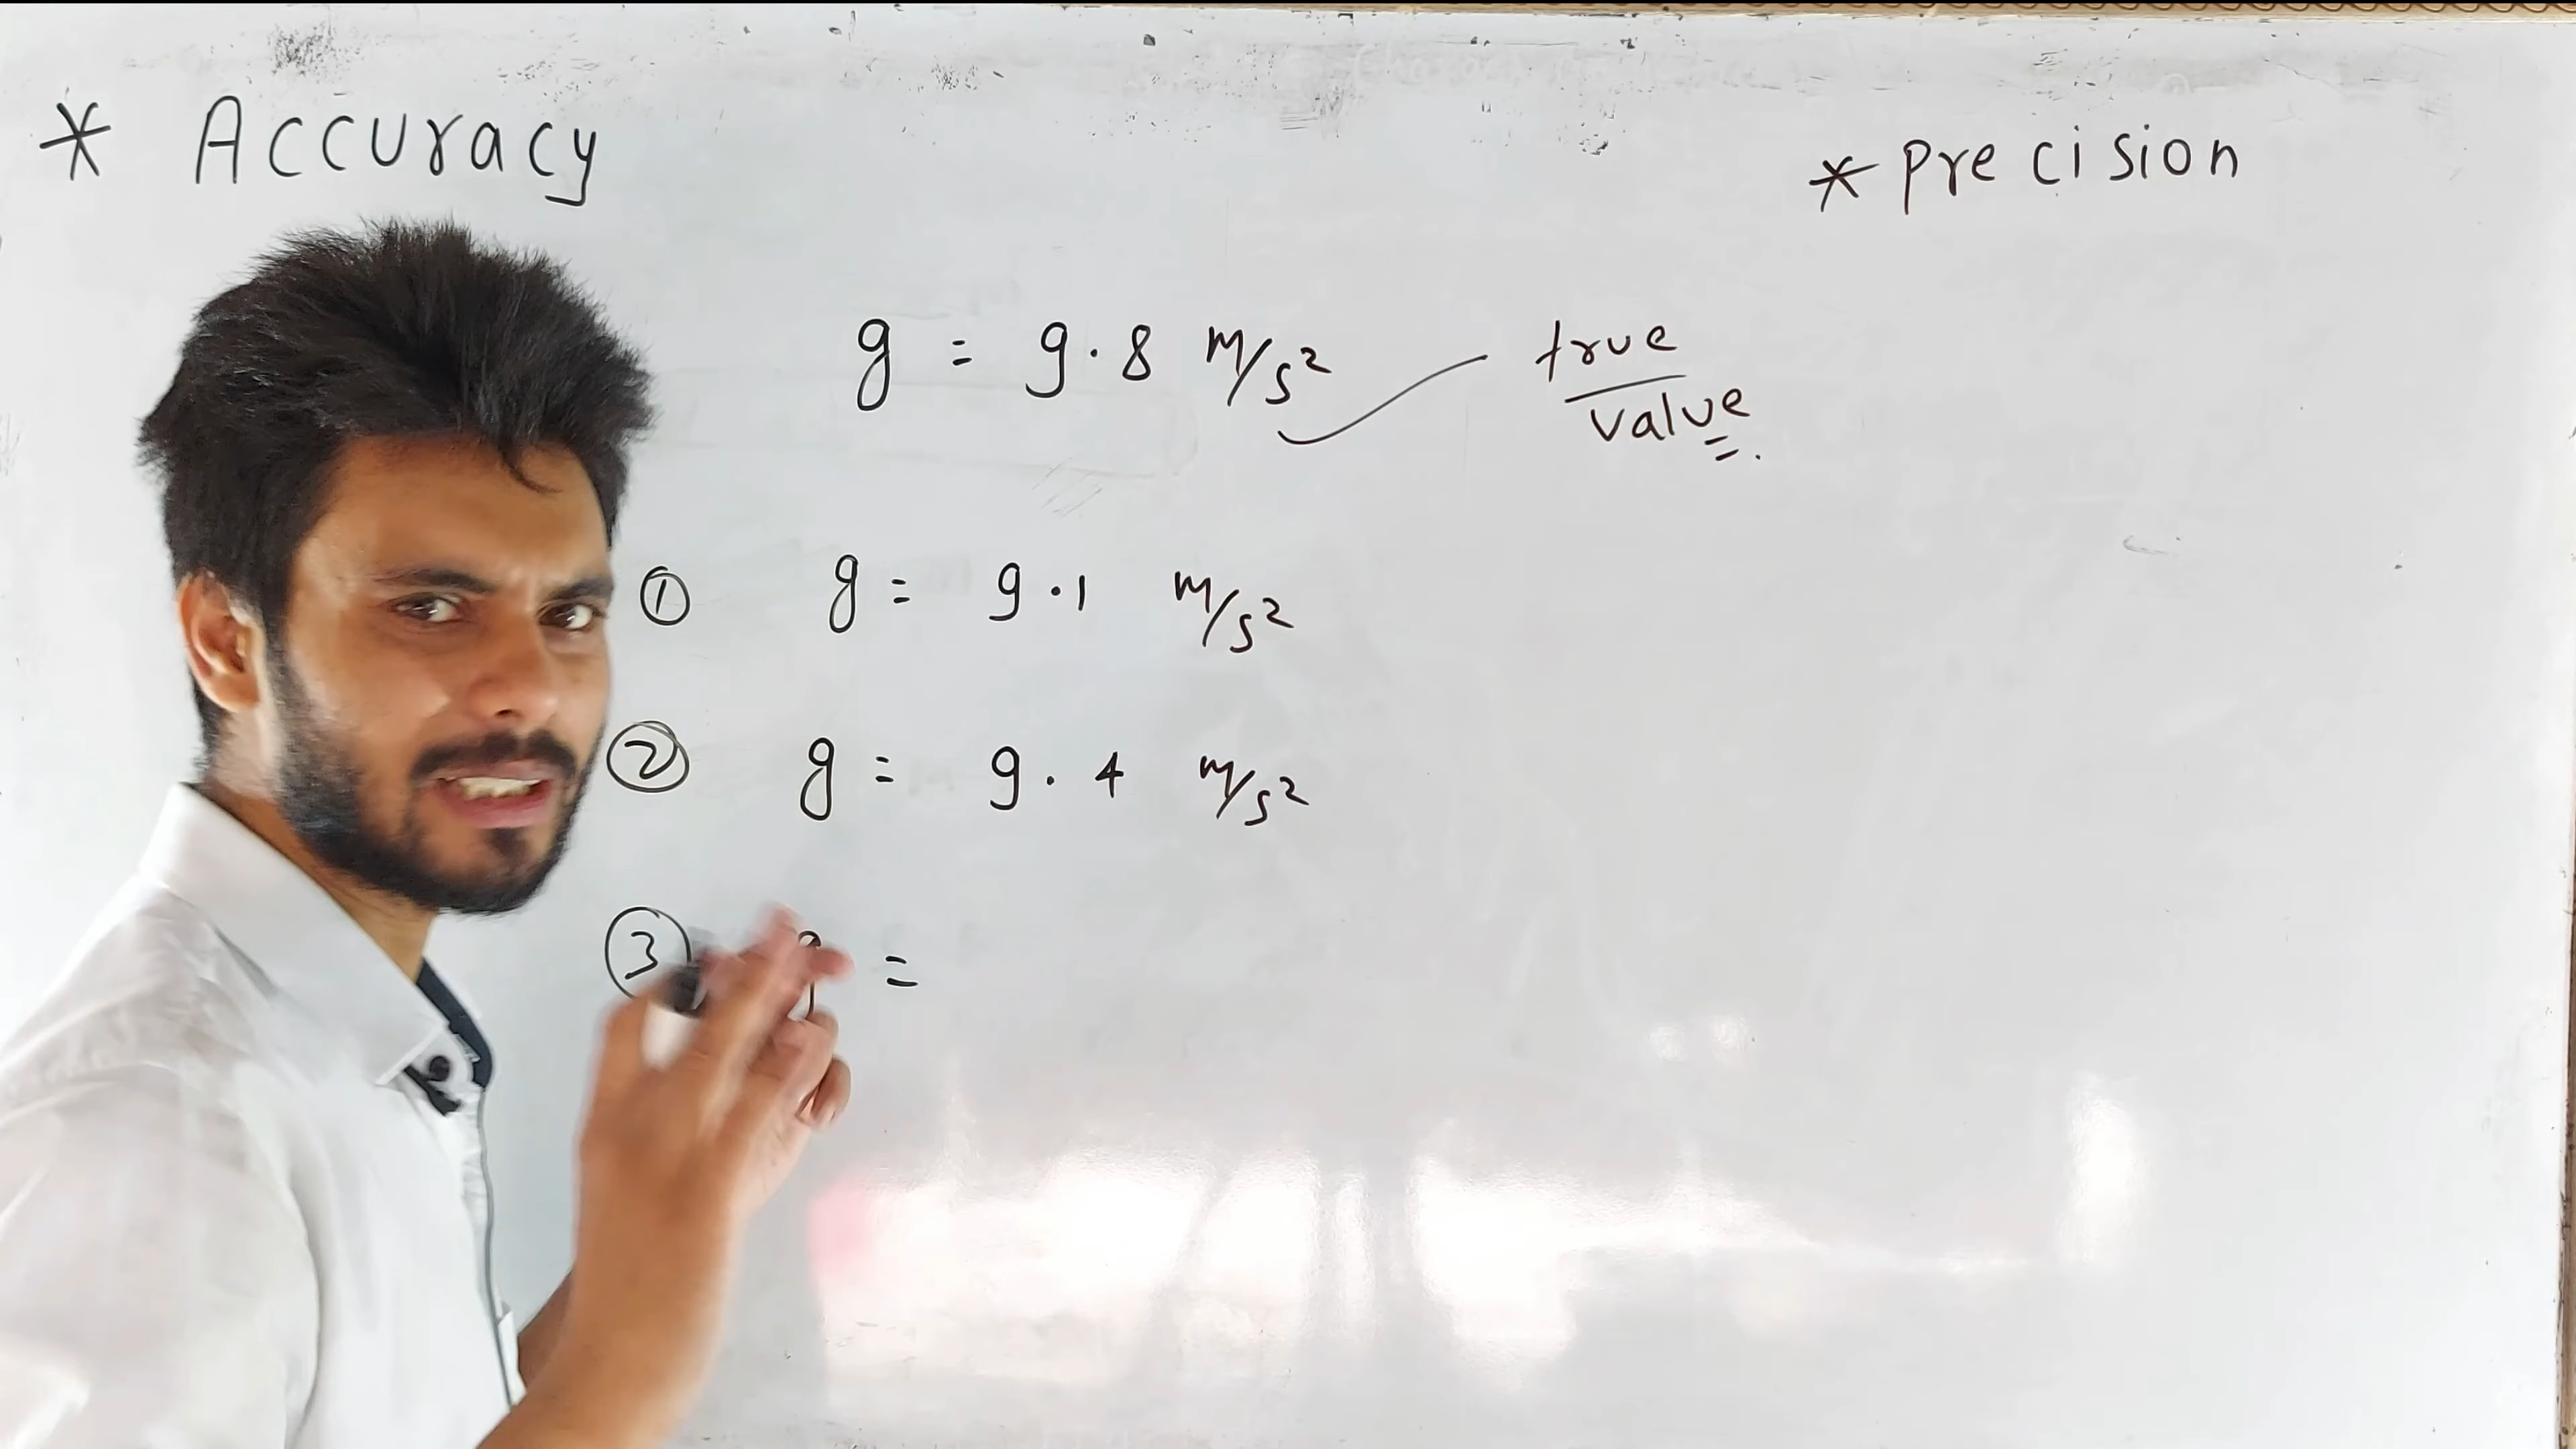 * Accuracy
* Precision
g = 9.8 m/s²
true
value
① g = 9.1 m/s²
② g = 9.4 m/s²
③ g =